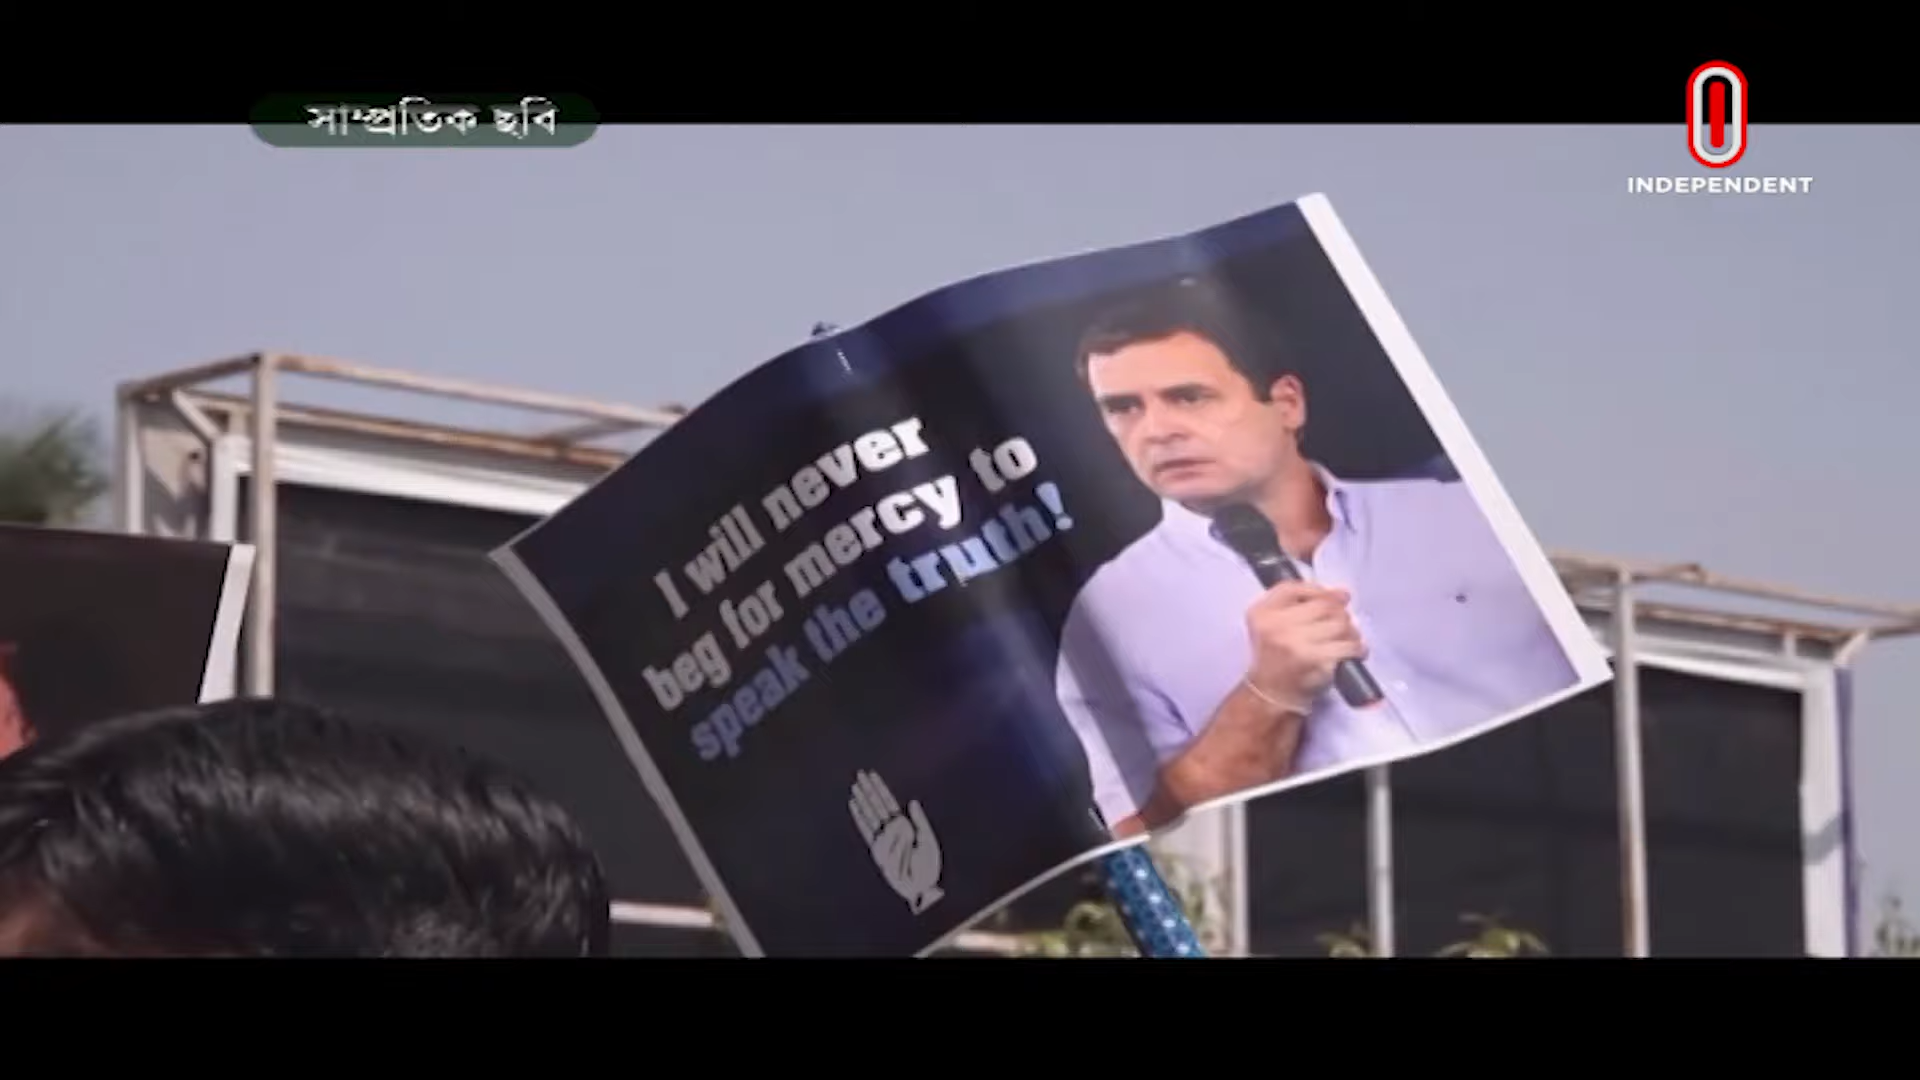 সাম্প্রতিক ছবি
INDEPENDENT
I will never
beg for mercy to
speak the truth!